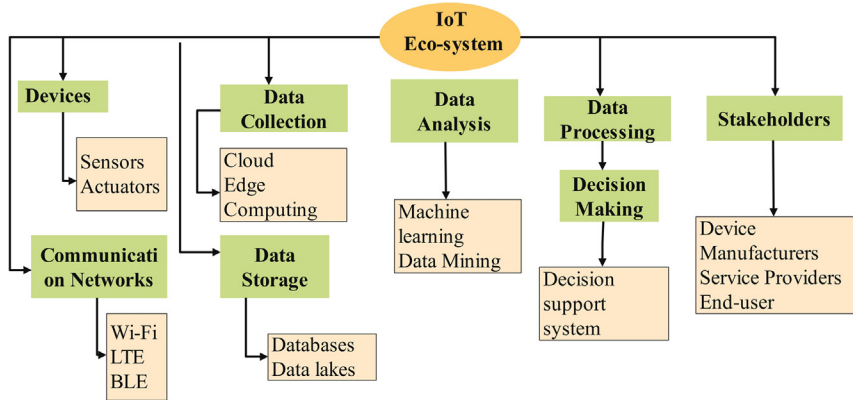 IoT
Eco-system
Devices
Data
Collection
Data
Analysis
Data
Processing
Stakeholders
Sensors
Actuators
Cloud
Edge
Computing
Machine
learning
Data Mining
Decision
Making
Device
Manufacturers
Service Providers
End-user
Communicati
on Networks
Data
Storage
Decision
support
system
Wi-Fi
LTE
BLE
Databases
Data lakes